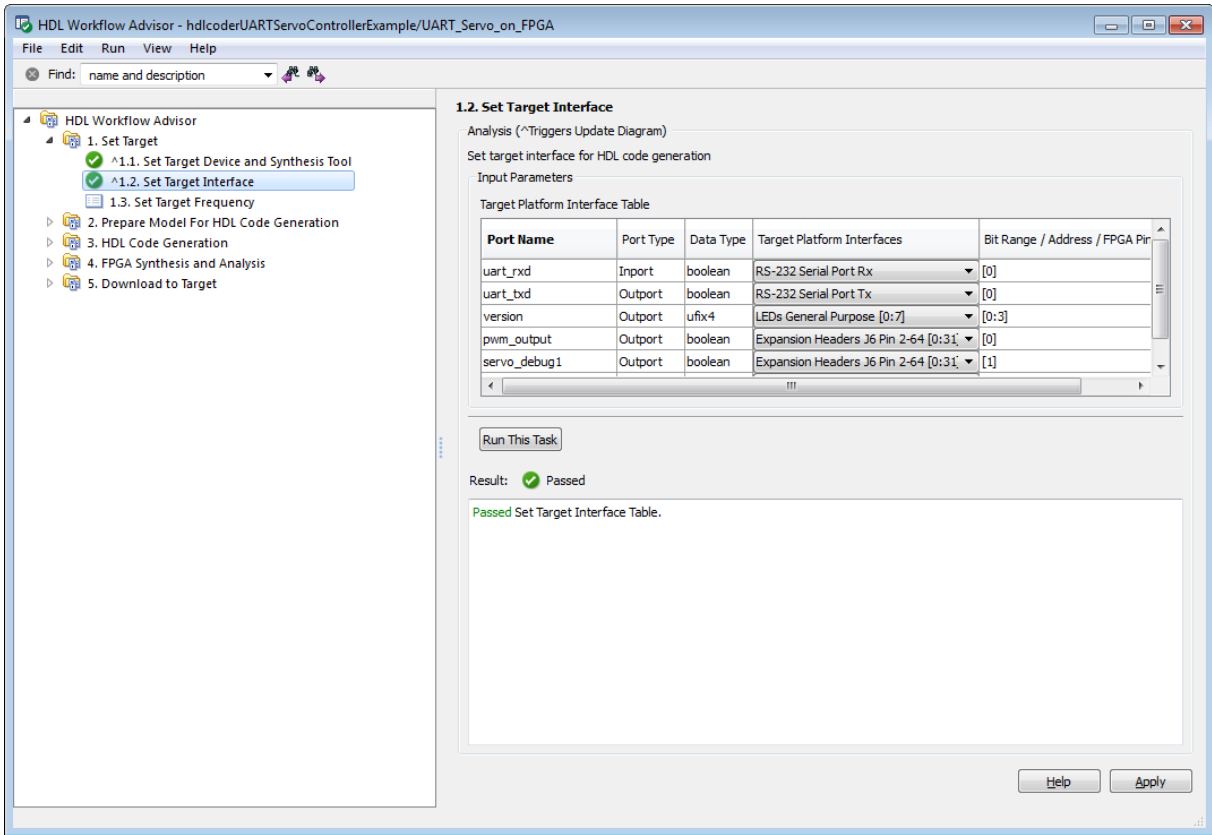 HDL Workflow Advisor - hdlcoderUARTServoControllerExample/UART_Servo_on_FPGA
File Edit Run View Help
Find: name and description
HDL Workflow Advisor
1. Set Target
^1.1. Set Target Device and Synthesis Tool
^1.2. Set Target Interface
1.3. Set Target Frequency
2. Prepare Model For HDL Code Generation
3. HDL Code Generation
4. FPGA Synthesis and Analysis
5. Download to Target
1.2. Set Target Interface
Analysis (^Triggers Update Diagram)
Set target interface for HDL code generation
Input Parameters
Target Platform Interface Table
Port Name Port Type Data Type Target Platform Interfaces Bit Range / Address / FPGA Pin
uart_rxd Inport boolean RS-232 Serial Port Rx [0]
uart_txd Outport boolean RS-232 Serial Port Tx [0]
version Outport ufix4 LEDs General Purpose [0:7] [0:3]
pwm_output Outport boolean Expansion Headers J6 Pin 2-64 [0:31] [0]
servo_debug1 Outport boolean Expansion Headers J6 Pin 2-64 [0:31] [1]
Run This Task
Result: Passed
Passed Set Target Interface Table.
Help Apply